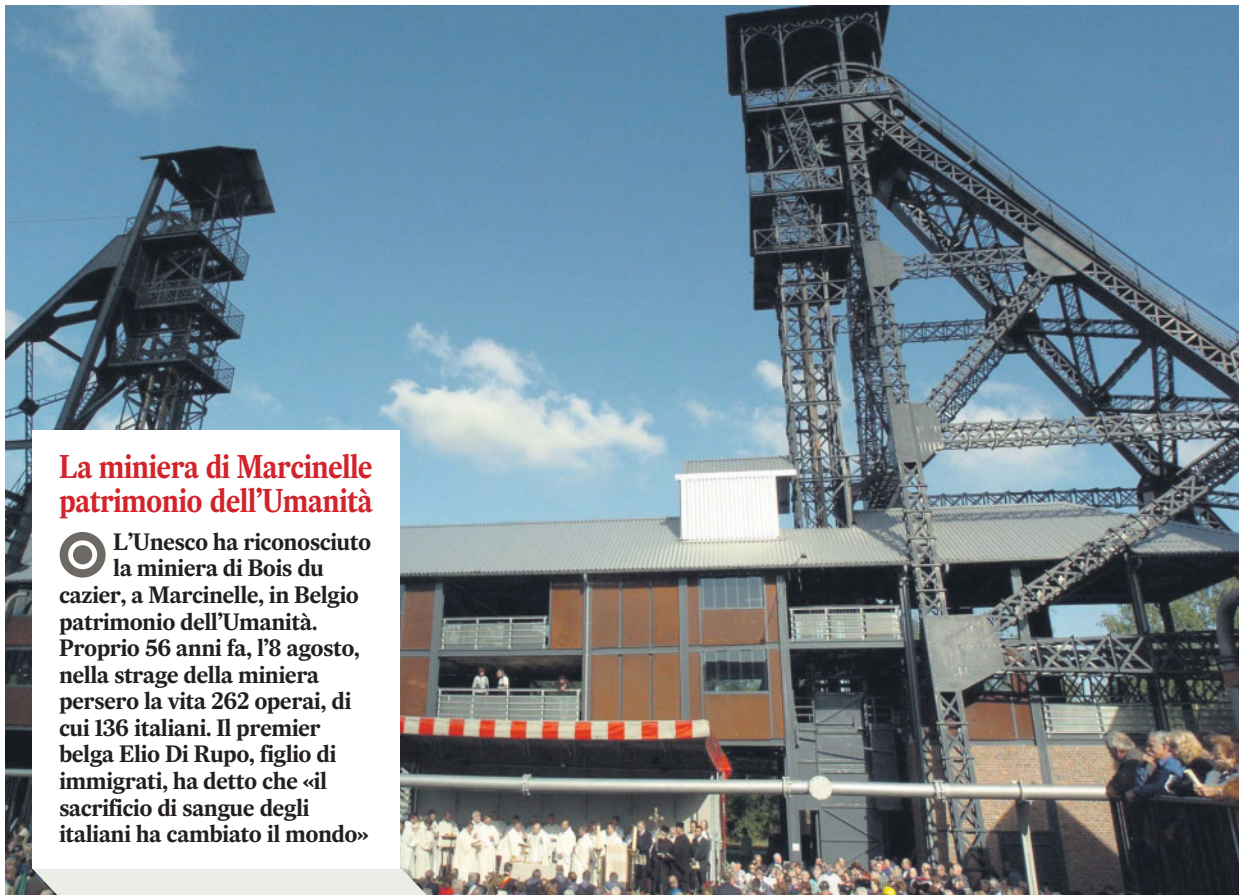 La miniera di Marcinelle
patrimonio dell’Umanità
L’Unesco ha riconosciuto
la miniera di Bois du
cazier, a Marcinelle, in Belgio
patrimonio dell’Umanità.
Proprio 56 anni fa, l’8 agosto,
nella strage della miniera
persero la vita 262 operai, di
cui 136 italiani. Il premier
belga Elio Di Rupo, figlio di
immigrati, ha detto che «il
sacrificio di sangue degli
italiani ha cambiato il mondo»